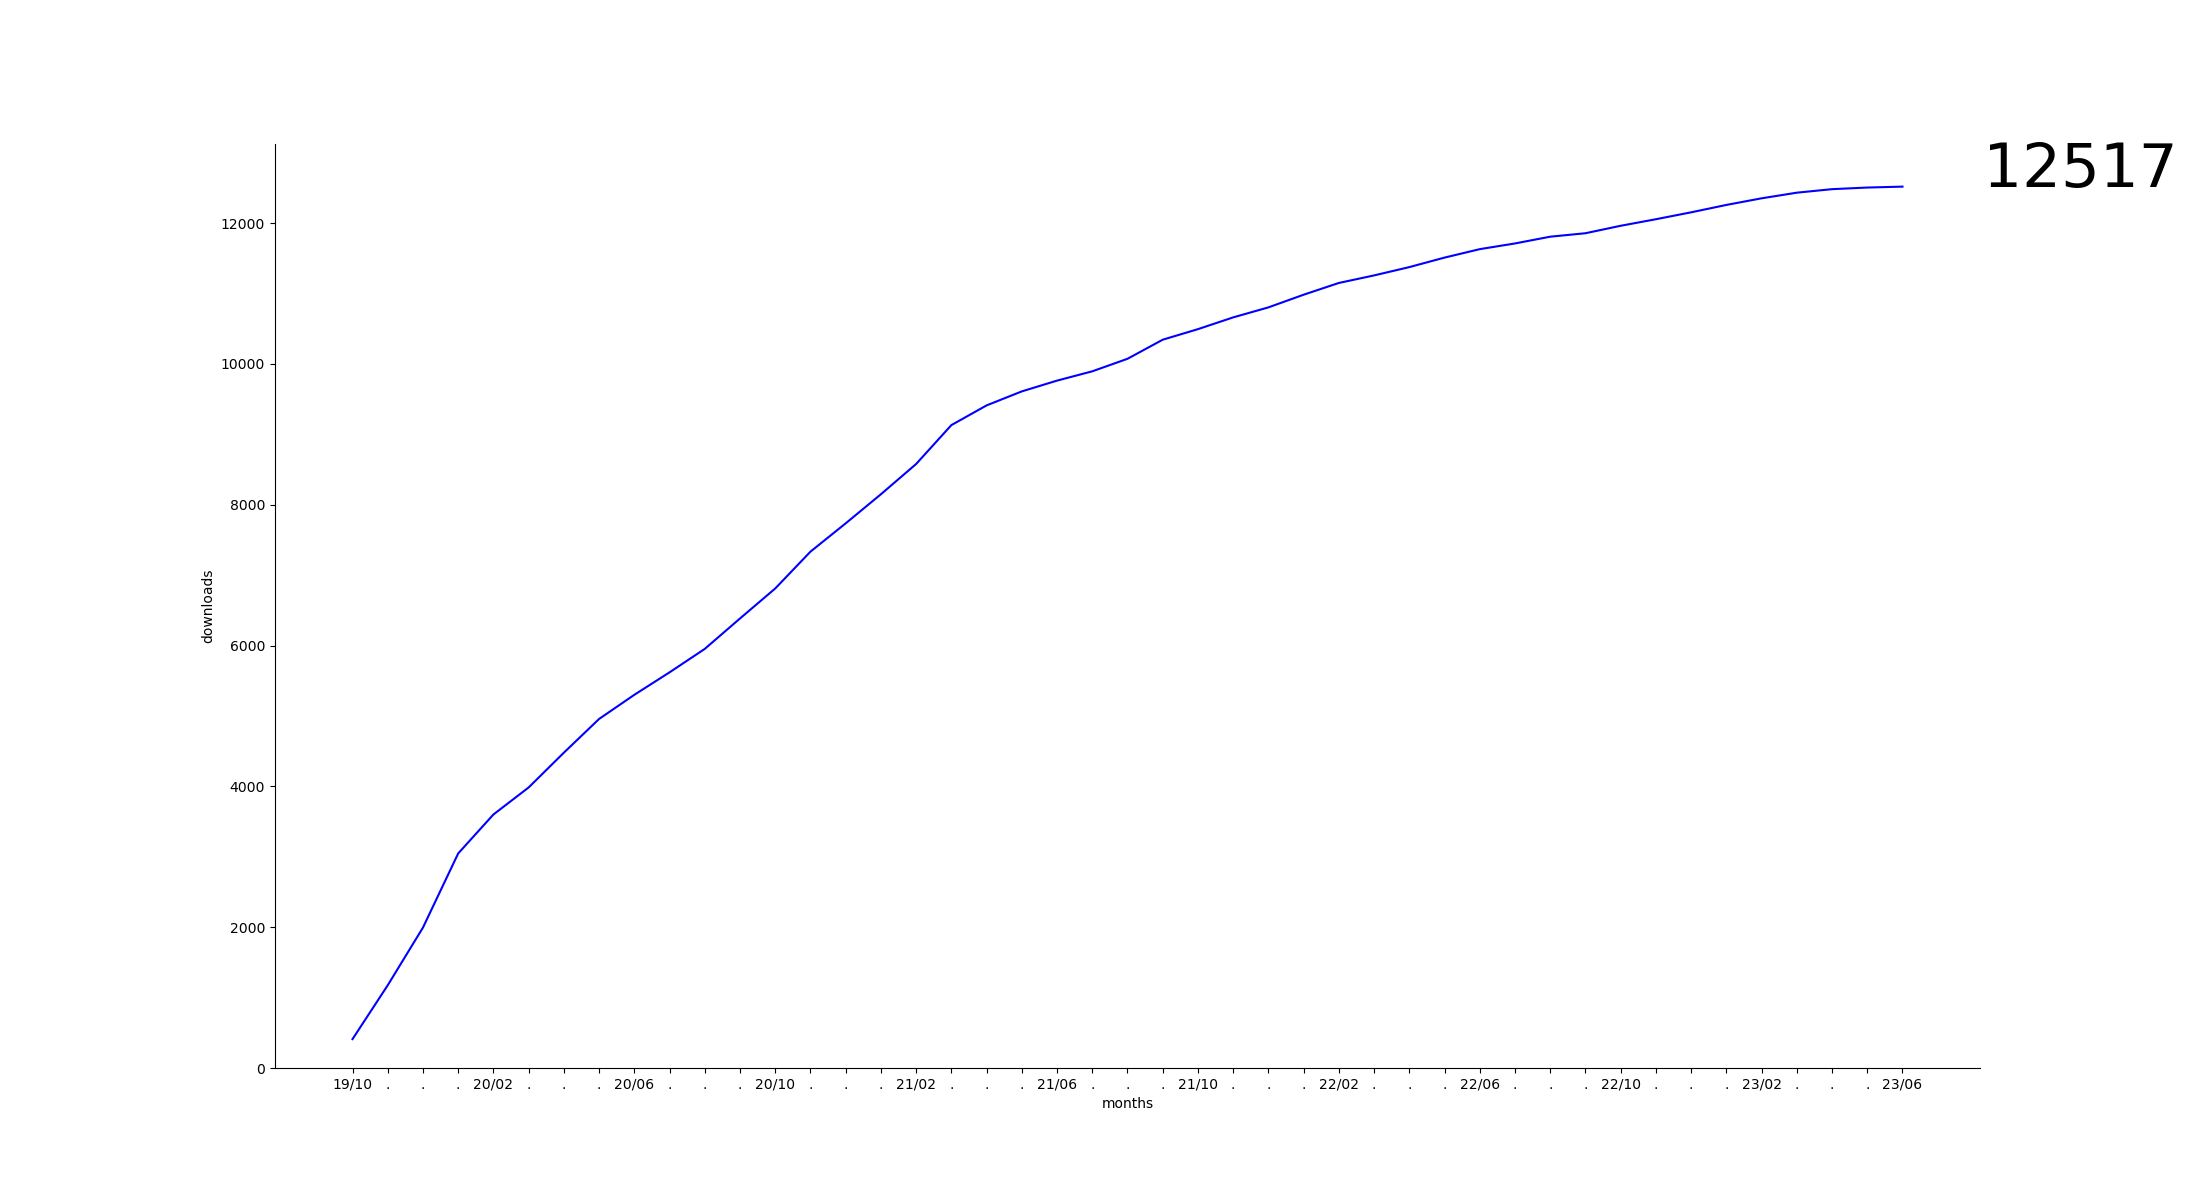 12517
12000
10000
8000
6000
4000
2000
0
downloads
19/10 . . . 20/02 . . . 20/06 . . . 20/10 . . . 21/02 . . . 21/06 . . . 21/10 . . . 22/02 . . . 22/06 . . . 22/10 . . . 23/02 . . . 23/06
months